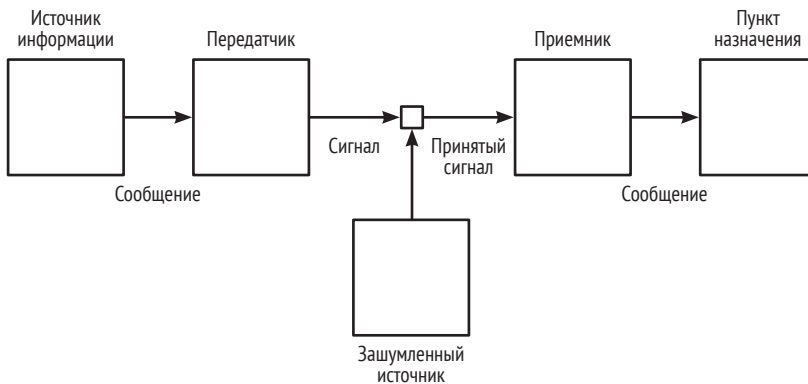 Источник
информации
Передатчик
Приемник
Пункт
назначения
Сигнал
Принятый
сигнал
Сообщение
Сообщение
Зашумленный
источник